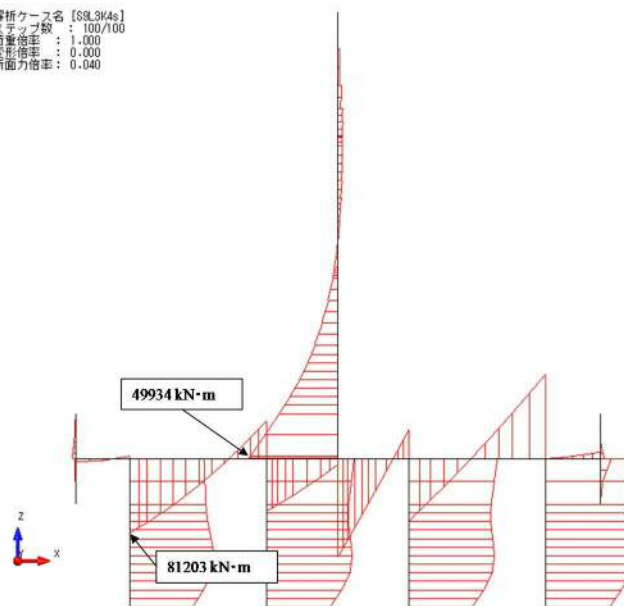 解析ケース名 [S9L3K4s]
ステップ数 : 100/100
荷重倍率 : 1.000
変形倍率 : 0.000
断面力倍率 : 0.040
49934 kN·m
Z
Y
X
81203 kN·m